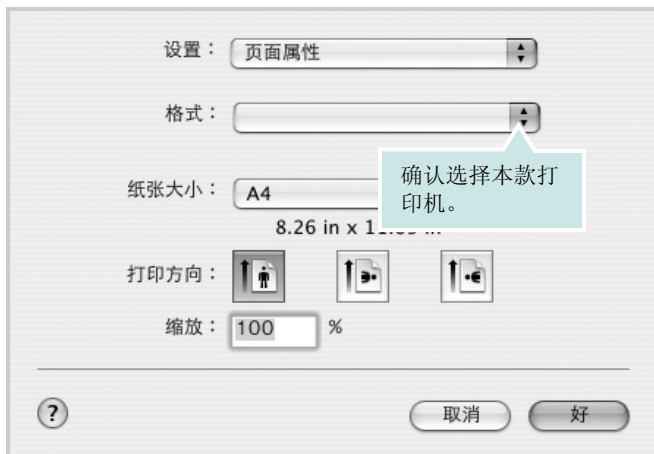 设置： 页面属性
格式：
确认选择本款打
印机。
纸张大小： A4
8.26 in x 11
打印方向：
缩放： 100 %
? 取消 好